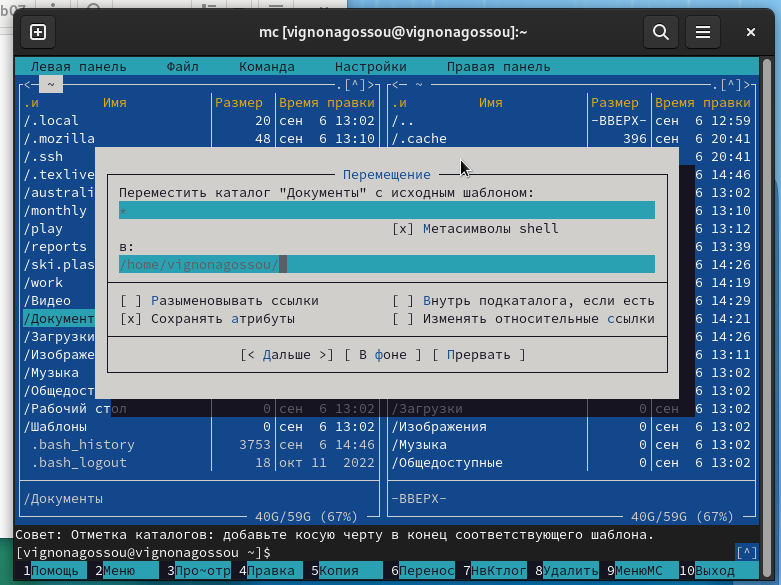 mc [vignonagossou@vignonagossou]:~
Левая панель Файл Команда Настройки Правая панель
<— ~ .[^]> <— ~ .[^]>
.и Имя Размер Время правки .и Имя Размер Время правки
/.local 20 сен 6 13:02 /.. -ВВЕРХ- сен 6 12:59
/.mozilla 48 сен 6 13:10 /.cache 396 сен 6 20:41
/.ssh 6 20:41
/.texlive 6 14:46
Перемещение
/australi 6 13:02
Переместить каталог "Документы" с исходным шаблоном:
/monthly 6 13:10
*
/play 6 13:12
[x] Метасимволы shell
/reports 6 13:39
в:
/ski.plas 6 14:26
/home/vignonagossou/
/work 6 14:19
/Видео 6 14:29
[ ] Разыменовывать ссылки [ ] Внутрь подкаталога, если есть
/Документ 6 14:21
[x] Сохранять атрибуты [ ] Изменять относительные ссылки
/Загрузки 6 14:26
/Изображе 6 13:11
[< Дальше >] [ В фоне ] [ Прервать ]
/Музыка 6 13:02
/Общедост 6 13:02
/Рабочий стол 0 сен 6 13:02 /Загрузки 0 сен 6 13:02
/Шаблоны 0 сен 6 13:02 /Изображения 0 сен 6 13:02
.bash_history 3753 сен 6 14:46 /Музыка 0 сен 6 13:02
.bash_logout 18 окт 11 2022 /Общедоступные 0 сен 6 13:02
/Документы -ВВЕРХ-
40G/59G (67%) 40G/59G (67%)
Совет: Отметка каталогов: добавьте косую черту в конец соответствующего шаблона.
[vignonagossou@vignonagossou ~]$ [^]
1Помощь 2Меню 3Про~отр 4Правка 5Копия 6Перенос 7НвКтлог 8Удалить 9МенюМС 10Выход